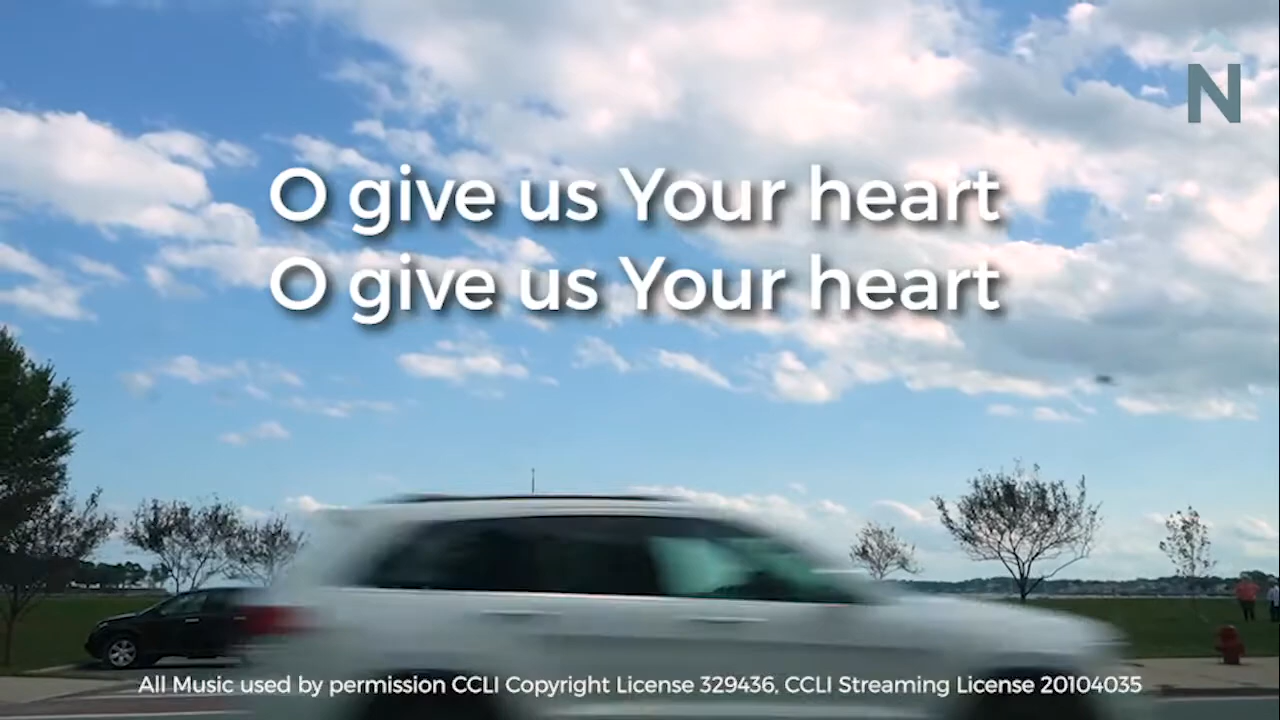 N
O give us Your heart
O give us Your heart
All Music used by permission CCLI Copyright License 329436, CCLI Streaming License 20104035